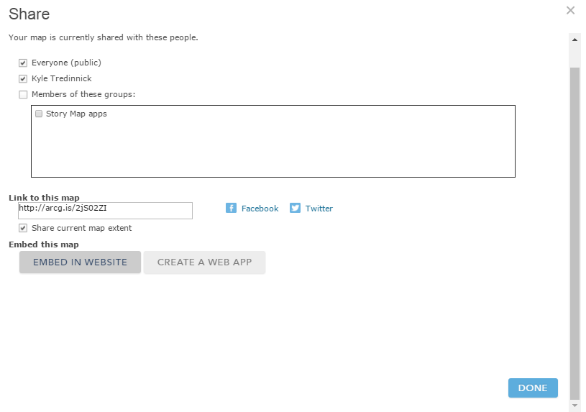 Share
Your map is currently shared with these people.
Everyone (public)
Kyle Tredinnick
Members of these groups:
Story Map apps
Link to this map
http://arcg.is/2jS02ZI
Facebook
Twitter
Share current map extent
Embed this map
EMBED IN WEBSITE
CREATE A WEB APP
DONE